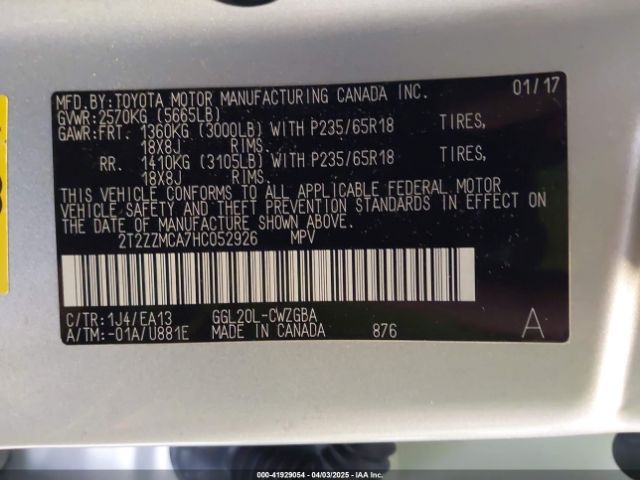 MFD.BY:TOYOTA MOTOR MANUFACTURING CANADA INC. 01/17
GVWR:2570KG (5665LB)
GAWR:FRT. 1360KG (3000LB) WITH P235/65R18 TIRES,
18X8J RIMS.
RR. 1410KG (3105LB) WITH P235/65R18 TIRES,
18X8J RIMS.
THIS VEHICLE CONFORMS TO ALL APPLICABLE FEDERAL MOTOR
VEHICLE SAFETY AND THEFT PREVENTION STANDARDS IN EFFECT ON
THE DATE OF MANUFACTURE SHOWN ABOVE.
2T2ZZMCA7HC052926 MPV
C/TR:1J4/EA13 GGL20L-CWZGBA
A/TM:-01A/U881E MADE IN CANADA 876 A
000-41929054 - 04/03/2025 - IAA Inc.